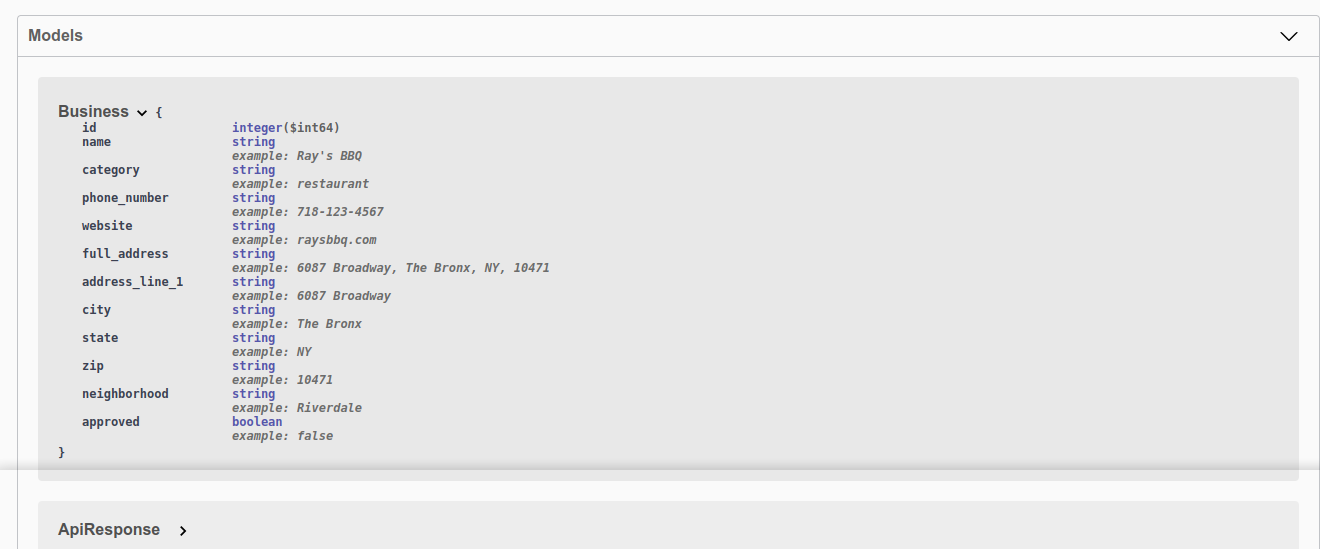 Models
Business {
id integer($int64)
name string
example: Ray's BBQ
category string
example: restaurant
phone_number string
example: 718-123-4567
website string
example: raysbbq.com
full_address string
example: 6087 Broadway, The Bronx, NY, 10471
address_line_1 string
example: 6087 Broadway
city string
example: The Bronx
state string
example: NY
zip string
example: 10471
neighborhood string
example: Riverdale
approved boolean
example: false
}
ApiResponse